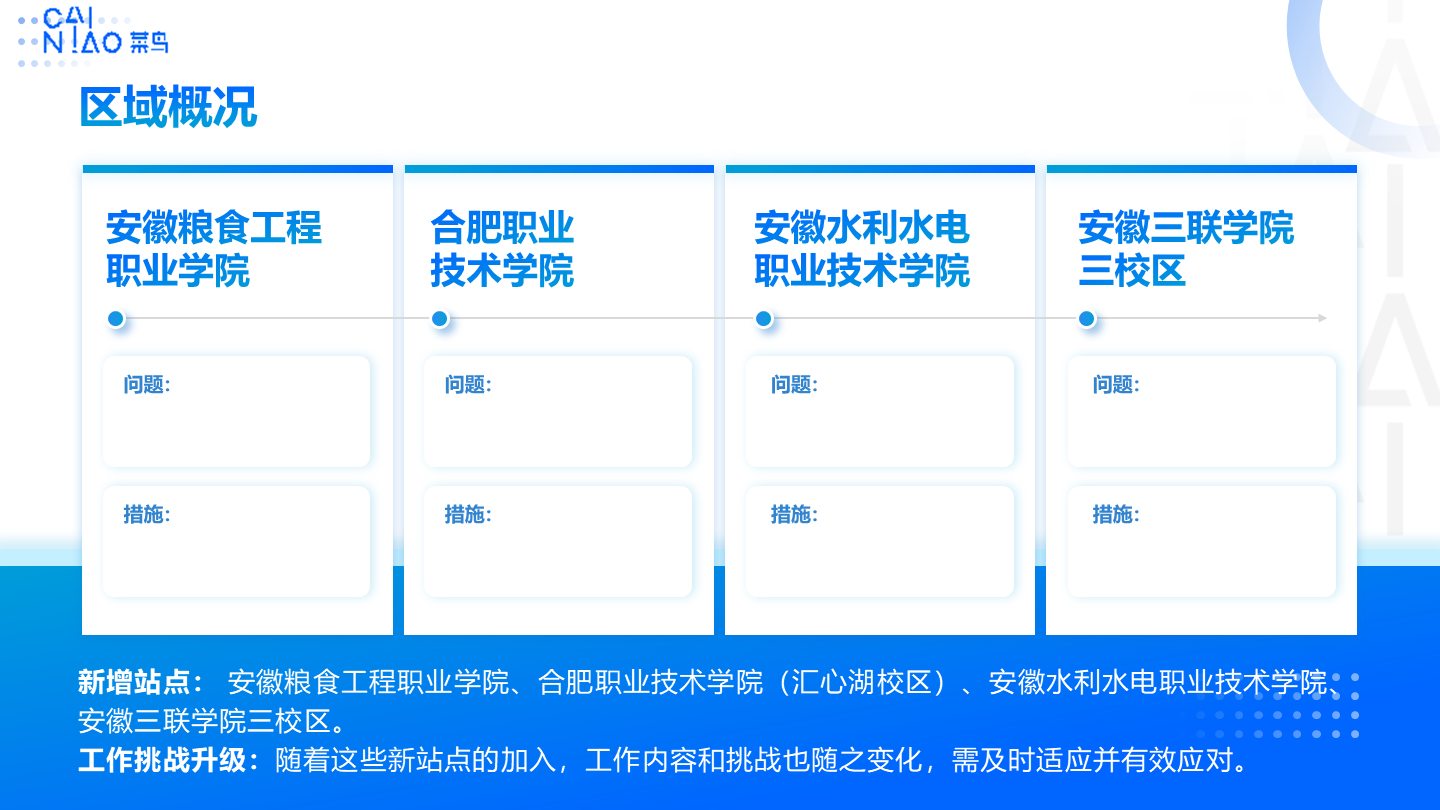 CAI
NIAO 菜鸟
区域概况
安徽粮食工程
职业学院
合肥职业
技术学院
安徽水利水电
职业技术学院
安徽三联学院
三校区
问题：
问题：
问题：
问题：
措施：
措施：
措施：
措施：
新增站点： 安徽粮食工程职业学院、合肥职业技术学院（汇心湖校区）、安徽水利水电职业技术学院、
安徽三联学院三校区。
工作挑战升级：随着这些新站点的加入，工作内容和挑战也随之变化，需及时适应并有效应对。